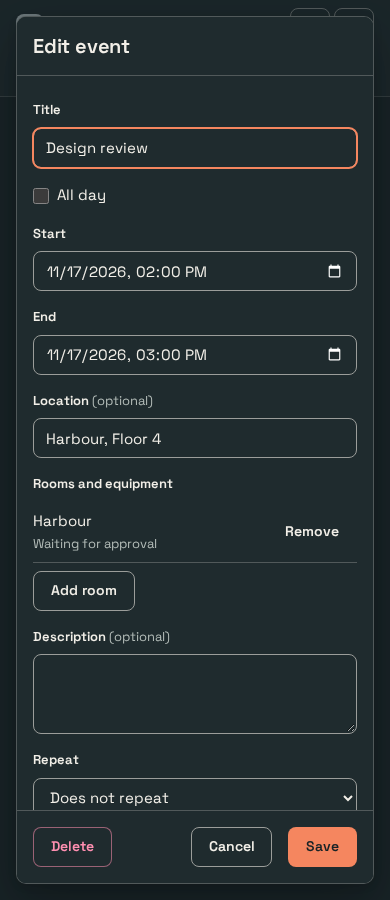 Edit event
Title
Design review
All day
Start
11/17/2026, 02:00 PM
End
11/17/2026, 03:00 PM
Location (optional)
Harbour, Floor 4
Rooms and equipment
Harbour
Waiting for approval
Remove
Add room
Description (optional)
Repeat
Does not repeat
Delete
Cancel
Save